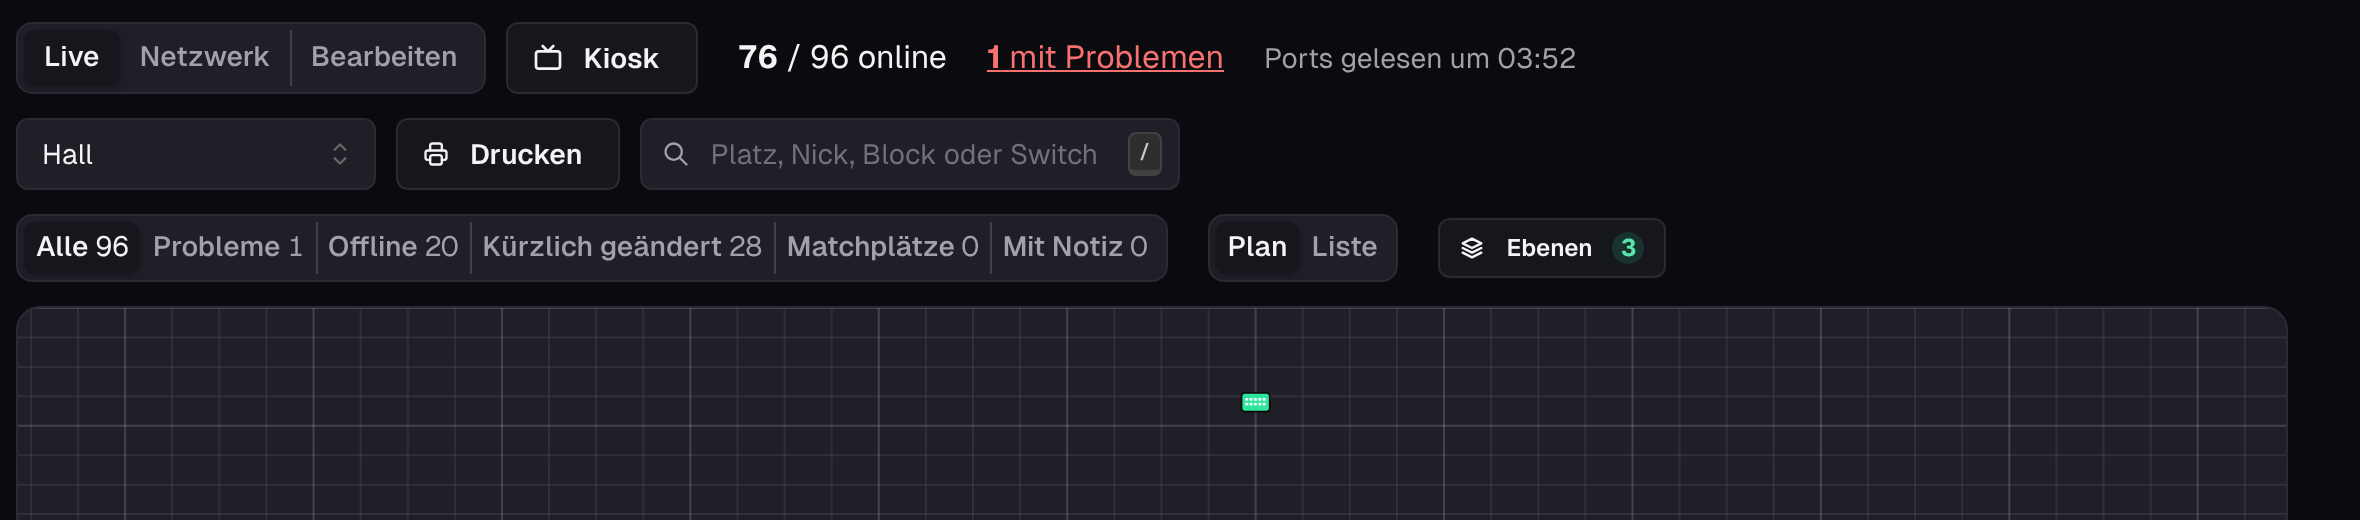 Live Netzwerk Bearbeiten Kiosk 76 / 96 online 1 mit Problemen Ports gelesen um 03:52
Hall Drucken Platz, Nick, Block oder Switch /
Alle 96 Probleme 1 Offline 20 Kürzlich geändert 28 Matchplätze 0 Mit Notiz 0 Plan Liste Ebenen 3